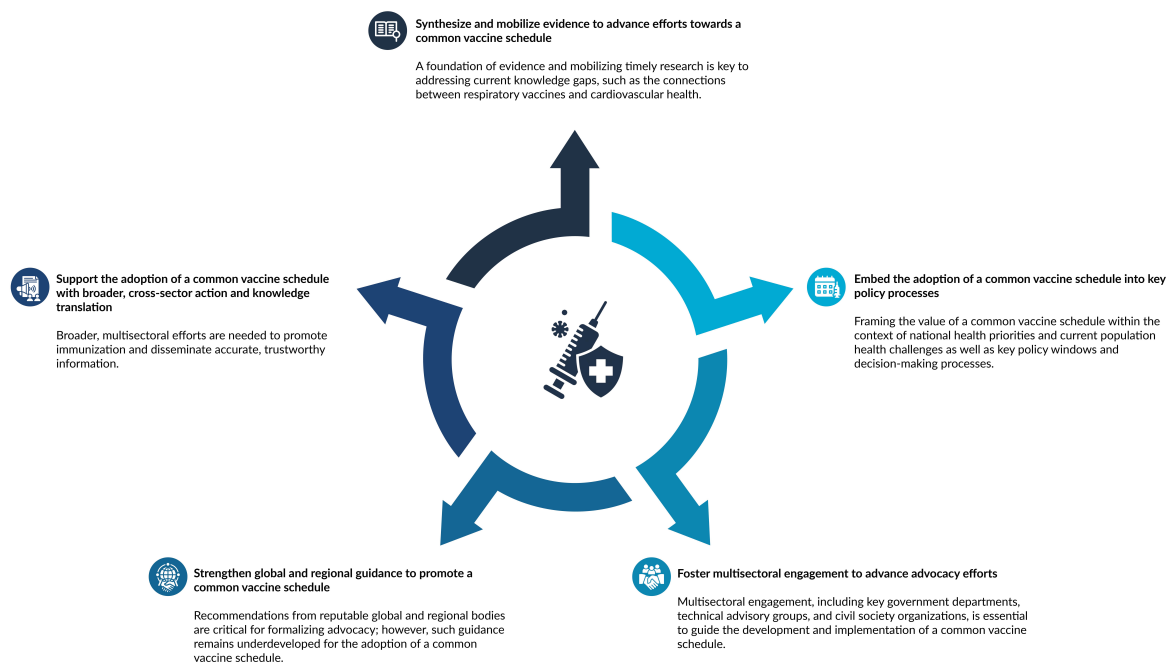 Synthesize and mobilize evidence to advance efforts towards a
common vaccine schedule
A foundation of evidence and mobilizing timely research is key to
addressing current knowledge gaps, such as the connections
between respiratory vaccines and cardiovascular health.
Embed the adoption of a common vaccine schedule into key
policy processes
Framing the value of a common vaccine schedule within the
context of national health priorities and current population
health challenges as well as key policy windows and
decision-making processes.
Foster multisectoral engagement to advance advocacy efforts
Multisectoral engagement, including key government departments,
technical advisory groups, and civil society organizations, is essential
to guide the development and implementation of a common vaccine
schedule.
Strengthen global and regional guidance to promote a
common vaccine schedule
Recommendations from reputable global and regional bodies
are critical for formalizing advocacy; however, such guidance
remains underdeveloped for the adoption of a common
vaccine schedule.
Support the adoption of a common vaccine schedule
with broader, cross-sector action and knowledge
translation
Broader, multisectoral efforts are needed to promote
immunization and disseminate accurate, trustworthy
information.